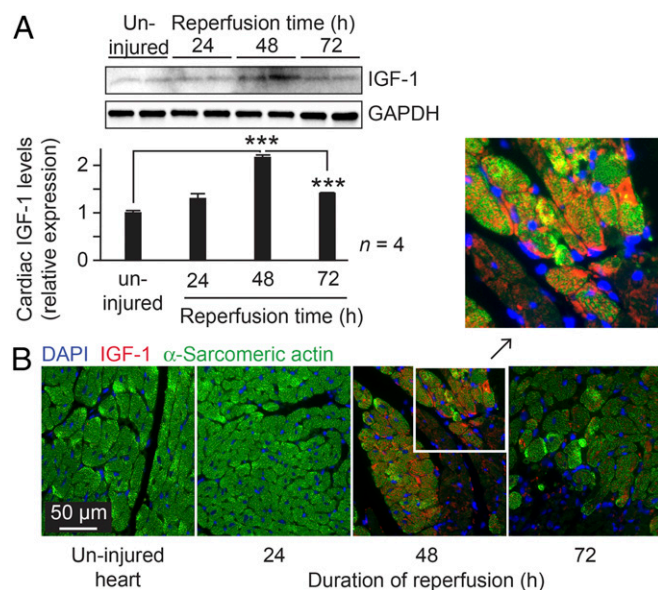 A
Un-
injured
Reperfusion time (h)
24 48 72
IGF-1
GAPDH
Cardiac IGF-1 levels
(relative expression)
2
1
0
***
***
n = 4
un-
injured
24 48 72
Reperfusion time (h)
B
DAPI IGF-1 α-Sarcomeric actin
50 µm
Un-injured
heart
24 48 72
Duration of reperfusion (h)